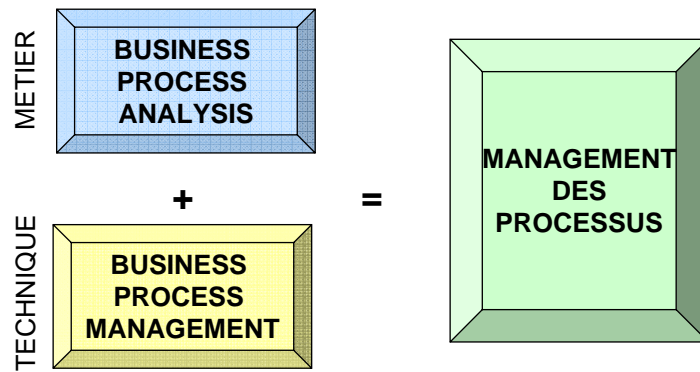 METIER
BUSINESS
PROCESS
ANALYSIS
+
=
TECHNIQUE
BUSINESS
PROCESS
MANAGEMENT
MANAGEMENT
DES
PROCESSUS